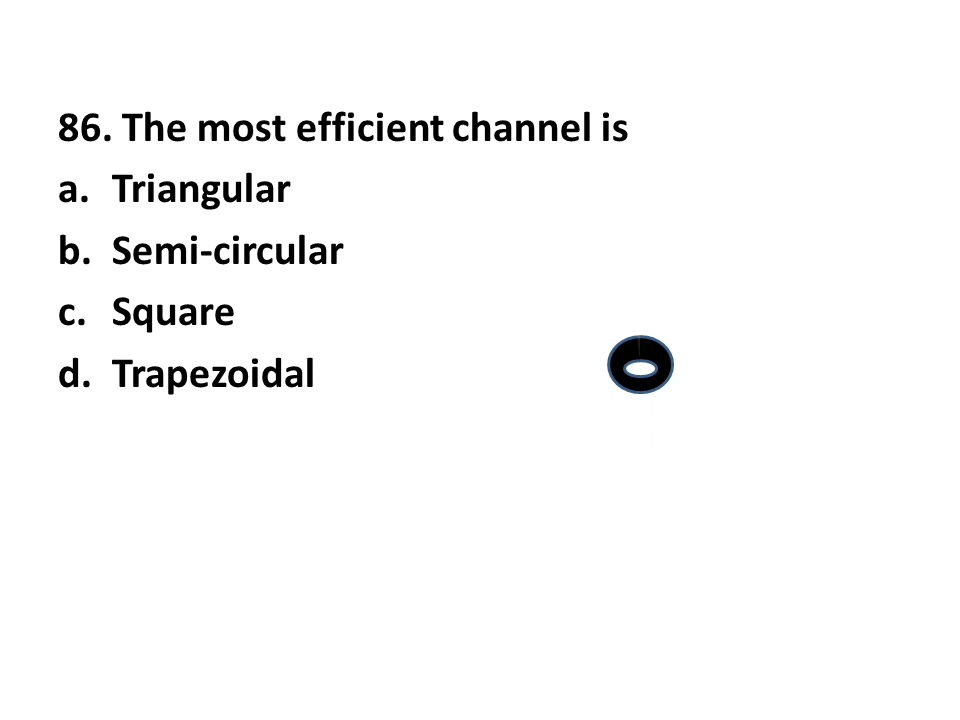 86. The most efficient channel is
a. Triangular
b. Semi-circular
c. Square
d. Trapezoidal